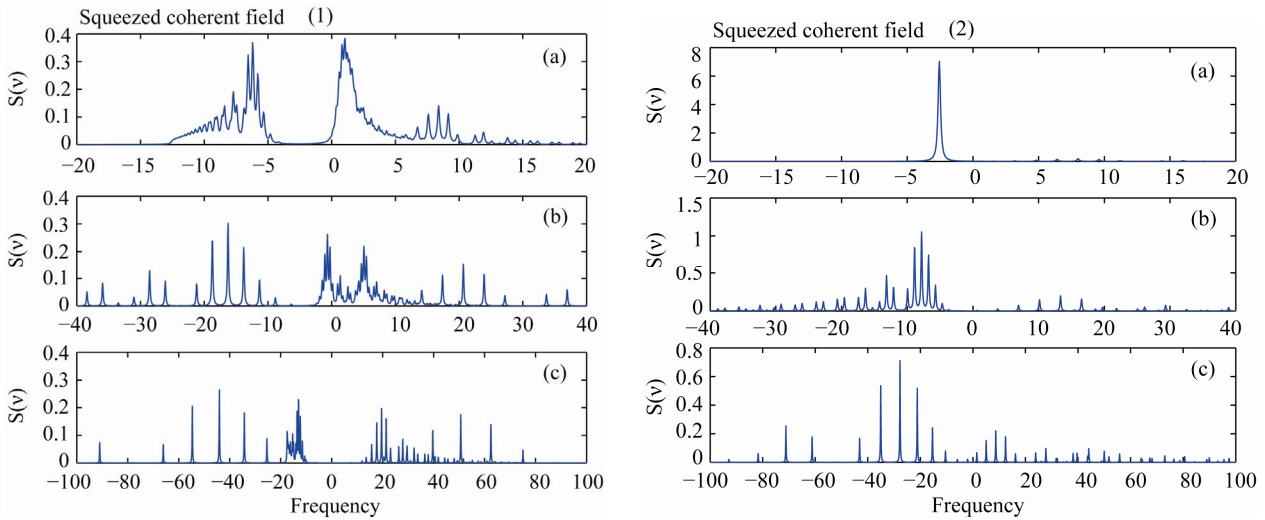 Squeezed coherent field (1)
0.4
0.3
0.2
0.1
0
S(ν)
(a)
−20 −15 −10 −5 0 5 10 15 20
0.4
0.3
0.2
0.1
0
S(ν)
(b)
−40 −30 −20 −10 0 10 20 30 40
0.4
0.3
0.2
0.1
0
S(ν)
(c)
−100 −80 −60 −40 −20 0 20 40 60 80 100
Frequency
Squeezed coherent field (2)
8
6
4
2
0
S(ν)
(a)
−20 −15 −10 −5 0 5 10 15 20
1.5
1
0.5
0
S(ν)
(b)
−40 −30 −20 −10 0 10 20 30 40
0.8
0.6
0.4
0.2
0
S(ν)
(c)
−100 −80 −60 −40 −20 0 20 40 60 80 100
Frequency